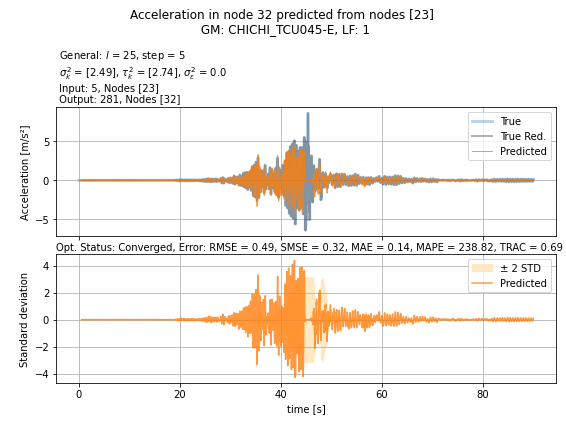 Acceleration in node 32 predicted from nodes [23]
GM: CHICHI_TCU045-E, LF: 1
General: l = 25, step = 5
σ²ₖ = [2.49], τ²ₖ = [2.74], σ²ε = 0.0
Input: 5, Nodes [23]
Output: 281, Nodes [32]
Acceleration [m/s²]
5
0
−5
True
True Red.
Predicted
Opt. Status: Converged, Error: RMSE = 0.49, SMSE = 0.32, MAE = 0.14, MAPE = 238.82, TRAC = 0.69
Standard deviation
4
2
0
−2
−4
± 2 STD
Predicted
0 20 40 60 80
time [s]